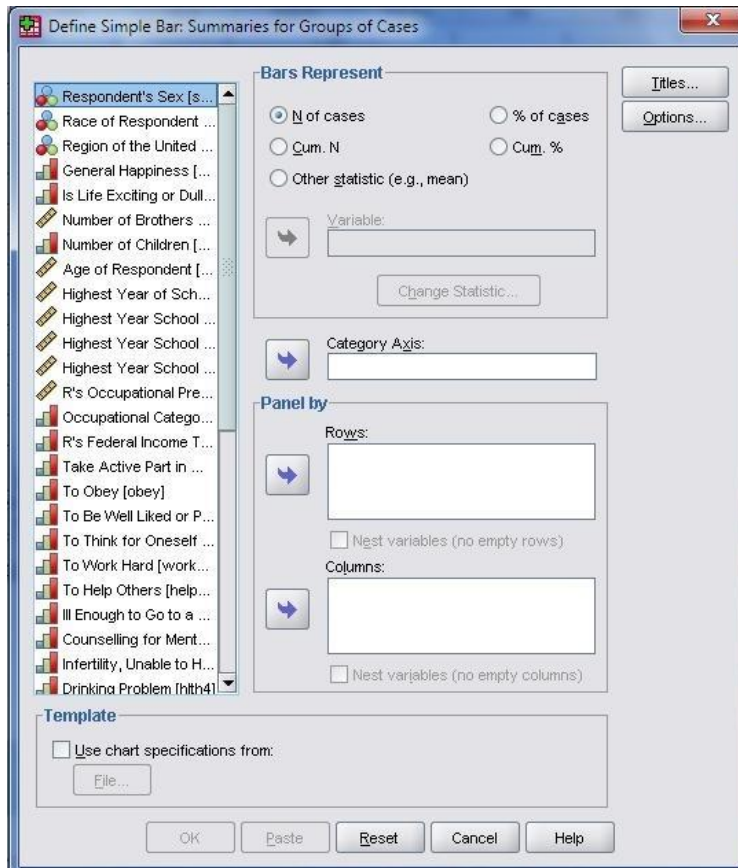 Define Simple Bar: Summaries for Groups of Cases
Respondent's Sex [s...
Race of Respondent ...
Region of the United ...
General Happiness [...
Is Life Exciting or Dull...
Number of Brothers ...
Number of Children [...
Age of Respondent [...
Highest Year of Sch...
Highest Year School ...
Highest Year School ...
Highest Year School ...
R's Occupational Pre...
Occupational Catego...
R's Federal Income T...
Take Active Part in ...
To Obey [obey]
To Be Well Liked or P...
To Think for Oneself ...
To Work Hard [work...
To Help Others [help...
Ill Enough to Go to a ...
Counselling for Ment...
Infertility, Unable to H...
Drinking Problem [hlth4]
Bars Represent
N of cases
% of cases
Cum. N
Cum. %
Other statistic (e.g., mean)
Variable:
Change Statistic...
Category Axis:
Panel by
Rows:
Nest variables (no empty rows)
Columns:
Nest variables (no empty columns)
Titles...
Options...
Template
Use chart specifications from:
File...
OK
Paste
Reset
Cancel
Help